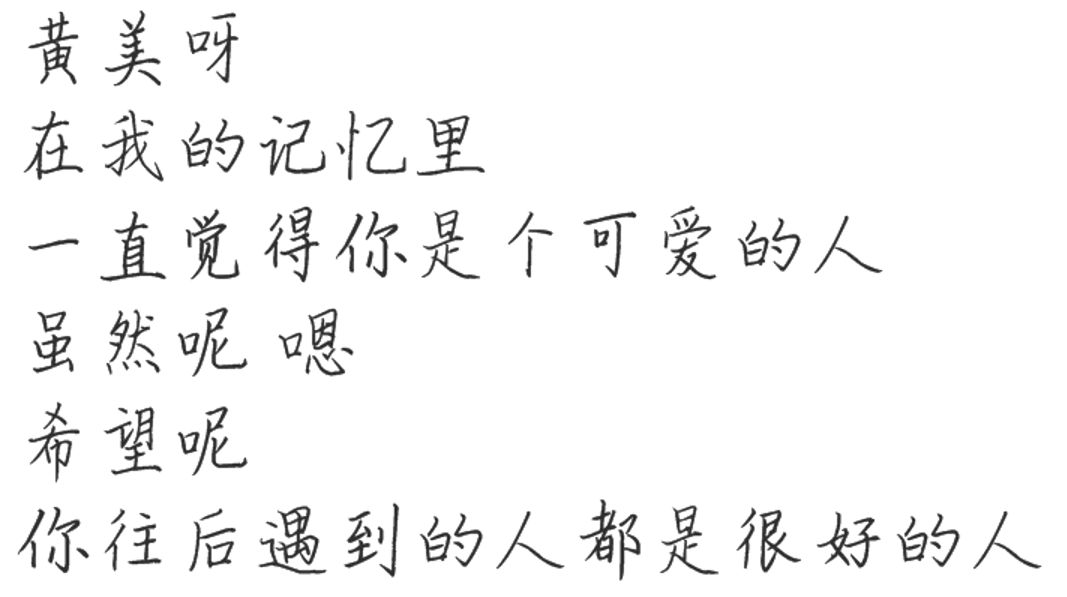 黄美呀
在我的记忆里
一直觉得你是个可爱的人
虽然呢 嗯
希望呢
你往后遇到的人都是很好的人